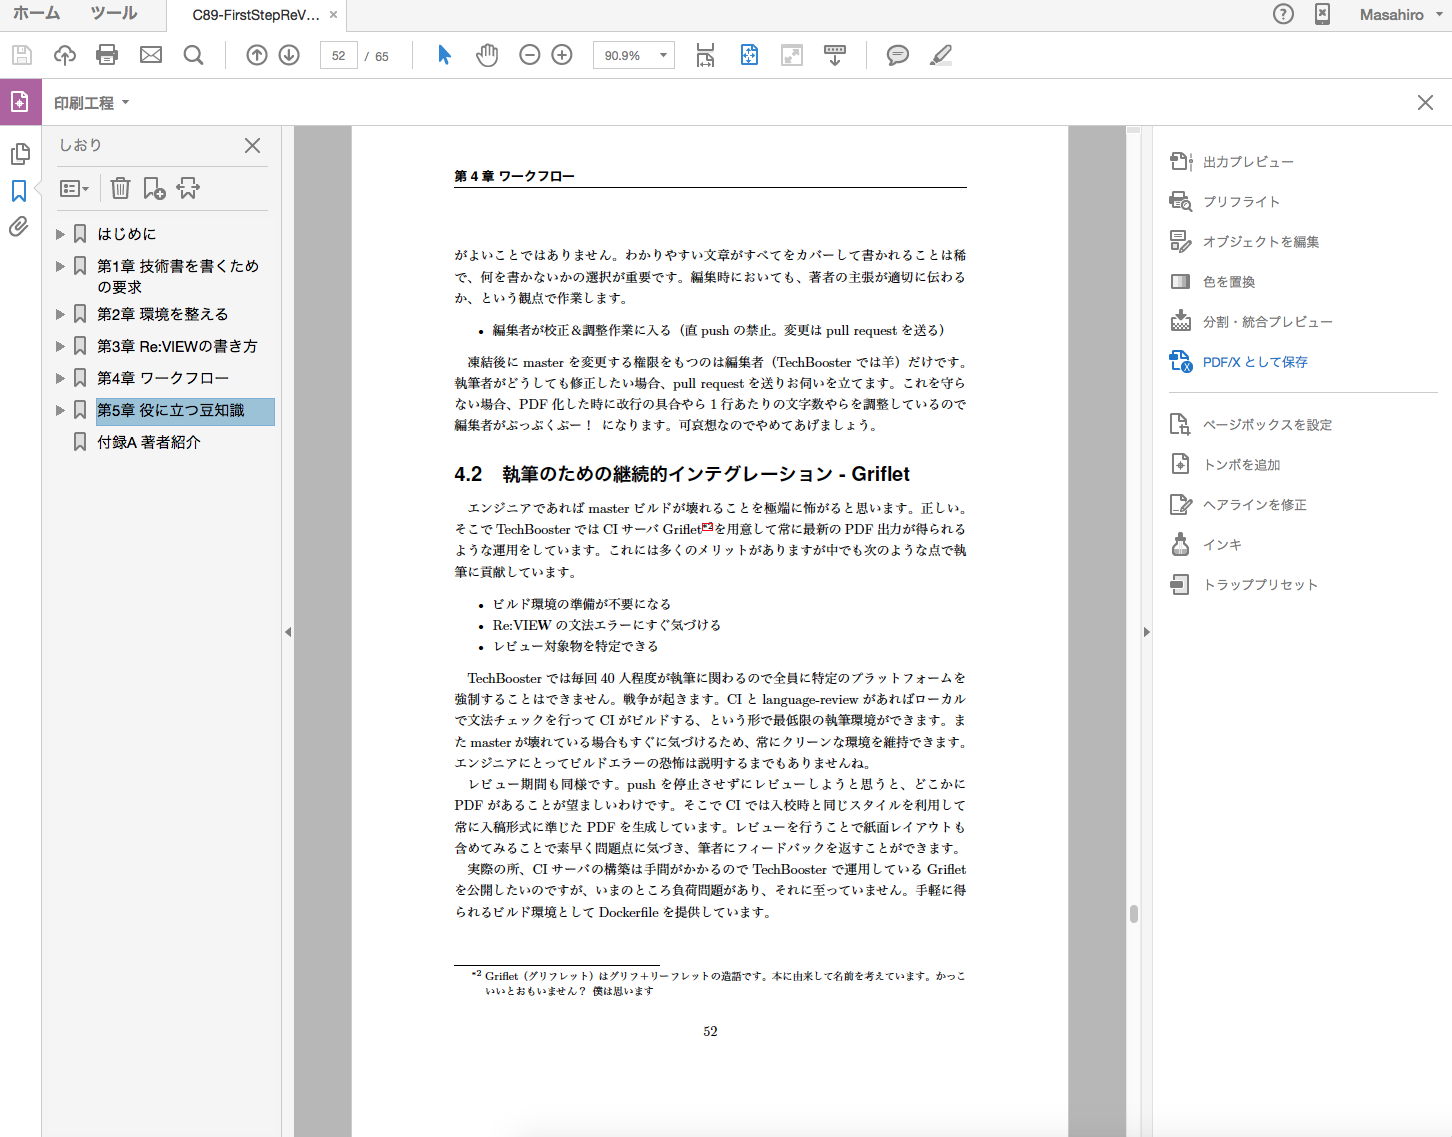 ホーム ツール C89-FirstStepReV... × Masahiro
52 / 65 90.9%
印刷工程
しおり
はじめに
第1章 技術書を書くため
の要求
第2章 環境を整える
第3章 Re:VIEWの書き方
第4章 ワークフロー
第5章 役に立つ豆知識
付録A 著者紹介
第 4 章 ワークフロー
がよいことではありません。わかりやすい文章がすべてをカバーして書かれることは稀
で、何を書かないかの選択が重要です。編集時においても、著者の主張が適切に伝わる
か、という観点で作業します。
• 編集者が校正＆調整作業に入る（直 push の禁止。変更は pull request を送る）
凍結後に master を変更する権限をもつのは編集者（TechBooster では羊）だけです。
執筆者がどうしても修正したい場合、pull request を送りお伺いを立てます。これを守ら
ない場合、PDF 化した時に改行の具合やら 1 行あたりの文字数やらを調整しているので
編集者がぷっぷくぷー！ になります。可哀想なのでやめてあげましょう。
4.2 執筆のための継続的インテグレーション - Griflet
エンジニアであれば master ビルドが壊れることを極端に怖がると思います。正しい。
そこで TechBooster では CI サーバ Griflet*2を用意して常に最新の PDF 出力が得られる
ような運用をしています。これには多くのメリットがありますが中でも次のような点で執
筆に貢献しています。
• ビルド環境の準備が不要になる
• Re:VIEW の文法エラーにすぐ気づける
• レビュー対象物を特定できる
TechBooster では毎回 40 人程度が執筆に関わるので全員に特定のプラットフォームを
強制することはできません。戦争が起きます。CI と language-review があればローカル
で文法チェックを行って CI がビルドする、という形で最低限の執筆環境ができます。ま
た master が壊れている場合もすぐに気づけるため、常にクリーンな環境を維持できます。
エンジニアにとってビルドエラーの恐怖は説明するまでもありませんね。
レビュー期間も同様です。push を停止させずにレビューしようと思うと、どこかに
PDF があることが望ましいわけです。そこで CI では入校時と同じスタイルを利用して
常に入稿形式に準じた PDF を生成しています。レビューを行うことで紙面レイアウトも
含めてみることで素早く問題点に気づき、筆者にフィードバックを返すことができます。
実際の所、CI サーバの構築は手間がかかるので TechBooster で運用している Griflet
を公開したいのですが、いまのところ負荷問題があり、それに至っていません。手軽に得
られるビルド環境として Dockerfile を提供しています。
*2 Griflet（グリフレット）はグリフ＋リーフレットの造語です。本に由来して名前を考えています。かっこ
いいとおもいません？ 僕は思います
52
出力プレビュー
プリフライト
オブジェクトを編集
色を置換
分割・統合プレビュー
PDF/X として保存
ページボックスを設定
トンボを追加
ヘアラインを修正
インキ
トラッププリセット